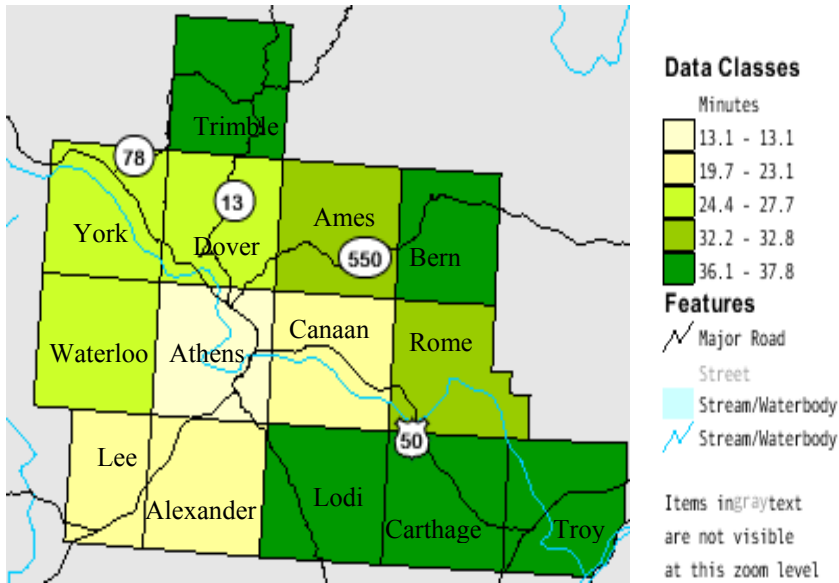 Trimble
78
13
York
Dover
Ames
550
Bern
Waterloo
Athens
Canaan
Rome
50
Lee
Alexander
Lodi
Carthage
Troy
Data Classes
Minutes
13.1 - 13.1
19.7 - 23.1
24.4 - 27.7
32.2 - 32.8
36.1 - 37.8
Features
Major Road
Street
Stream/Waterbody
Stream/Waterbody
Items in gray text
are not visible
at this zoom level